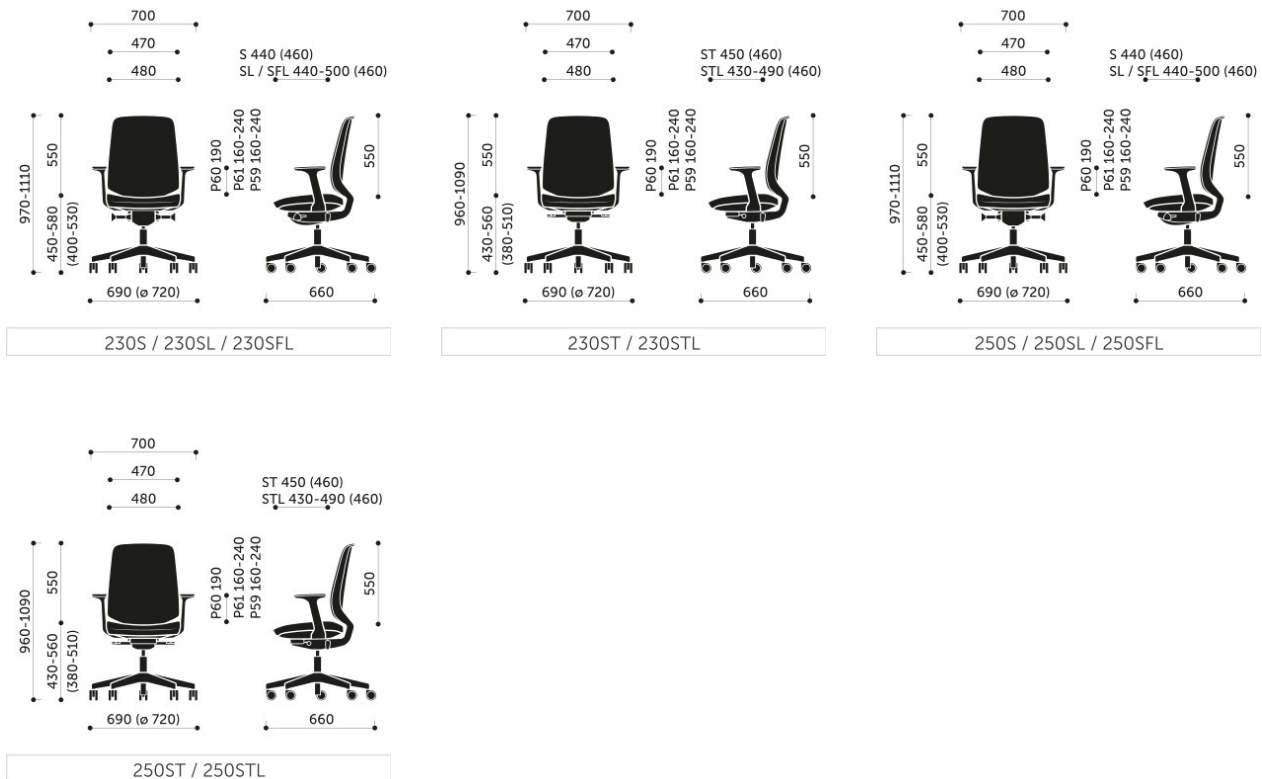 700
470
480
S 440 (460)
SL / SFL 440-500 (460)
970-1110
550
450-580
(400-530)
P60 190
P61 160-240
P59 160-240
550
690 (ø 720)
660
230S / 230SL / 230SFL
700
470
480
ST 450 (460)
STL 430-490 (460)
960-1090
550
430-560
(380-510)
P60 190
P61 160-240
P59 160-240
550
690 (ø 720)
660
230ST / 230STL
700
470
480
S 440 (460)
SL / SFL 440-500 (460)
970-1110
550
450-580
(400-530)
P60 190
P61 160-240
P59 160-240
550
690 (ø 720)
660
250S / 250SL / 250SFL
700
470
480
ST 450 (460)
STL 430-490 (460)
960-1090
550
430-560
(380-510)
P60 190
P61 160-240
P59 160-240
550
690 (ø 720)
660
250ST / 250STL